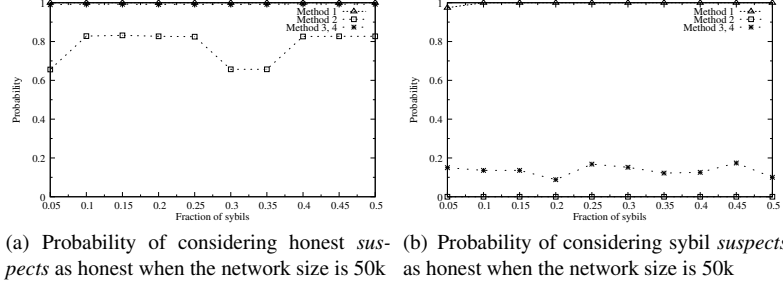 1
0.8
0.6
0.4
0.2
0
Probability
0.05 0.1 0.15 0.2 0.25 0.3 0.35 0.4 0.45 0.5
Fraction of sybils
Method 1
Method 2
Method 3, 4
(a) Probability of considering honest sus-
pects as honest when the network size is 50k
1
0.8
0.6
0.4
0.2
0
Probability
0.05 0.1 0.15 0.2 0.25 0.3 0.35 0.4 0.45 0.5
Fraction of sybils
Method 1
Method 2
Method 3, 4
(b) Probability of considering sybil suspects
as honest when the network size is 50k